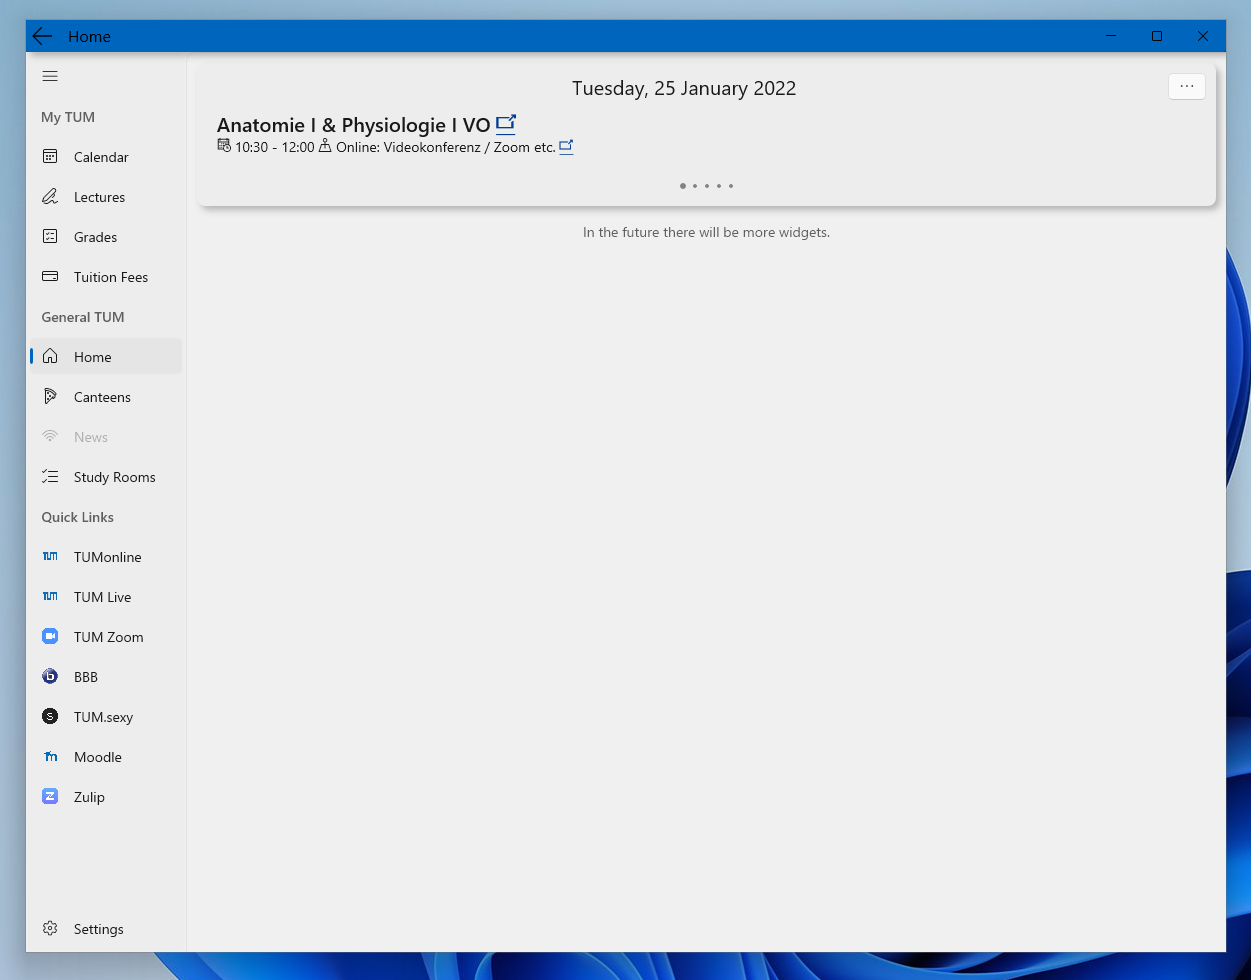 Home
My TUM
Calendar
Lectures
Grades
Tuition Fees
General TUM
Home
Canteens
News
Study Rooms
Quick Links
TUMonline
TUM Live
TUM Zoom
BBB
TUM.sexy
Moodle
Zulip
Settings
Tuesday, 25 January 2022
Anatomie I & Physiologie I VO
10:30 - 12:00 Online: Videokonferenz / Zoom etc.
In the future there will be more widgets.